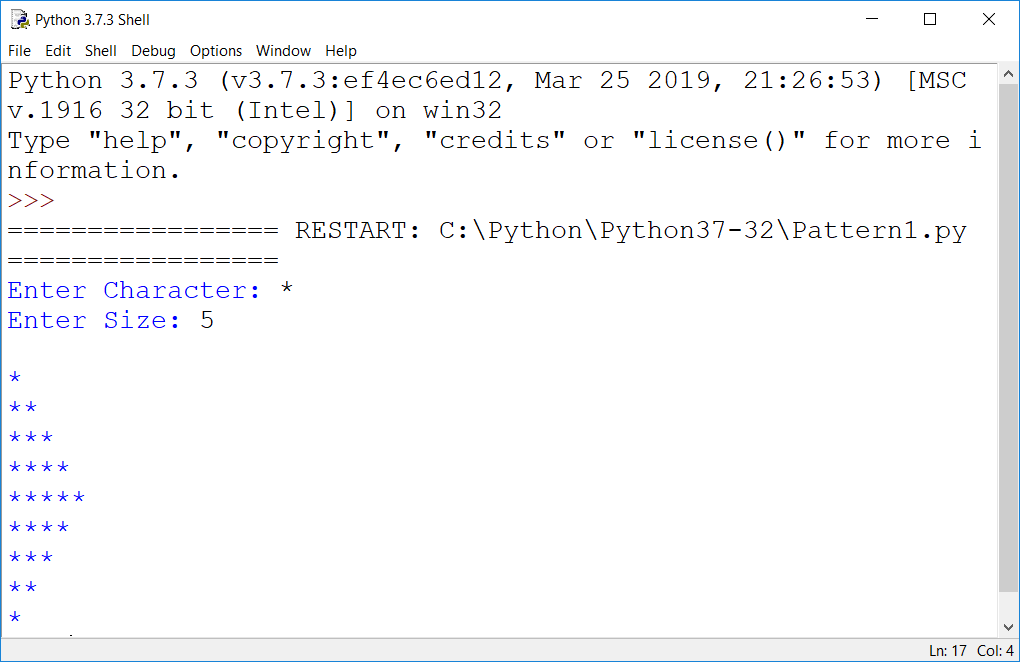 Python 3.7.3 Shell
File Edit Shell Debug Options Window Help
Python 3.7.3 (v3.7.3:ef4ec6ed12, Mar 25 2019, 21:26:53) [MSC
v.1916 32 bit (Intel)] on win32
Type "help", "copyright", "credits" or "license()" for more i
nformation.
>>>
================= RESTART: C:\Python\Python37-32\Pattern1.py
=================
Enter Character: *
Enter Size: 5
*
**
***
****
*****
****
***
**
*
Ln: 17 Col: 4